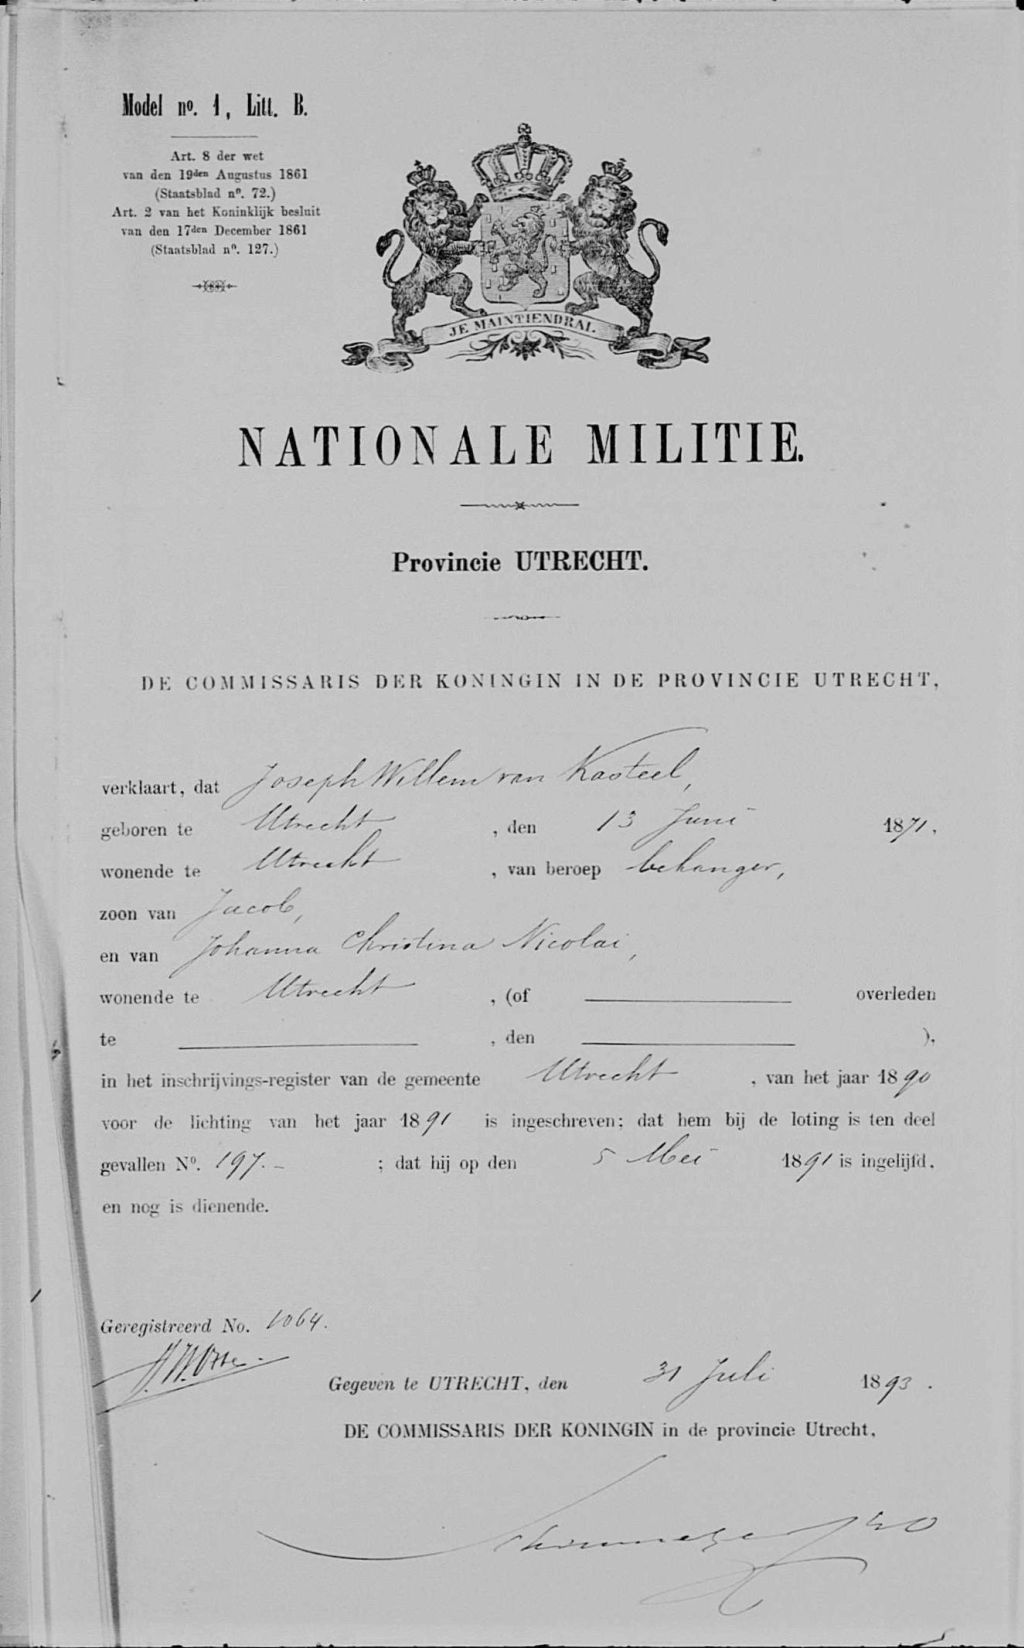 Model no. 1, Litt. B.
Art. 8 der wet
van den 19den Augustus 1861
(Staatsblad no. 72.)
Art. 2 van het Koninklijk besluit
van den 17den December 1861
(Staatsblad no. 127.)
JE MAINTIENDRAI.
NATIONALE MILITIE.
Provincie UTRECHT.
DE COMMISSARIS DER KONINGIN IN DE PROVINCIE UTRECHT,
verklaart, dat Joseph Willem van Kasteel,
geboren te Utrecht, den 13 Juni 1871,
wonende te Utrecht, van beroep behanger,
zoon van Jacob,
en van Johanna Christina Nicolai,
wonende te Utrecht, (of overleden
te , den ),
in het inschrijvings-register van de gemeente Utrecht, van het jaar 1890
voor de lichting van het jaar 1891 is ingeschreven; dat hem bij de loting is ten deel
gevallen No. 197.-; dat hij op den 5 Mei 1891 is ingelijfd,
en nog is dienende.
Geregistreerd No. 1064.
Gegeven te UTRECHT, den 31 Juli 1893.
DE COMMISSARIS DER KONINGIN in de provincie Utrecht,